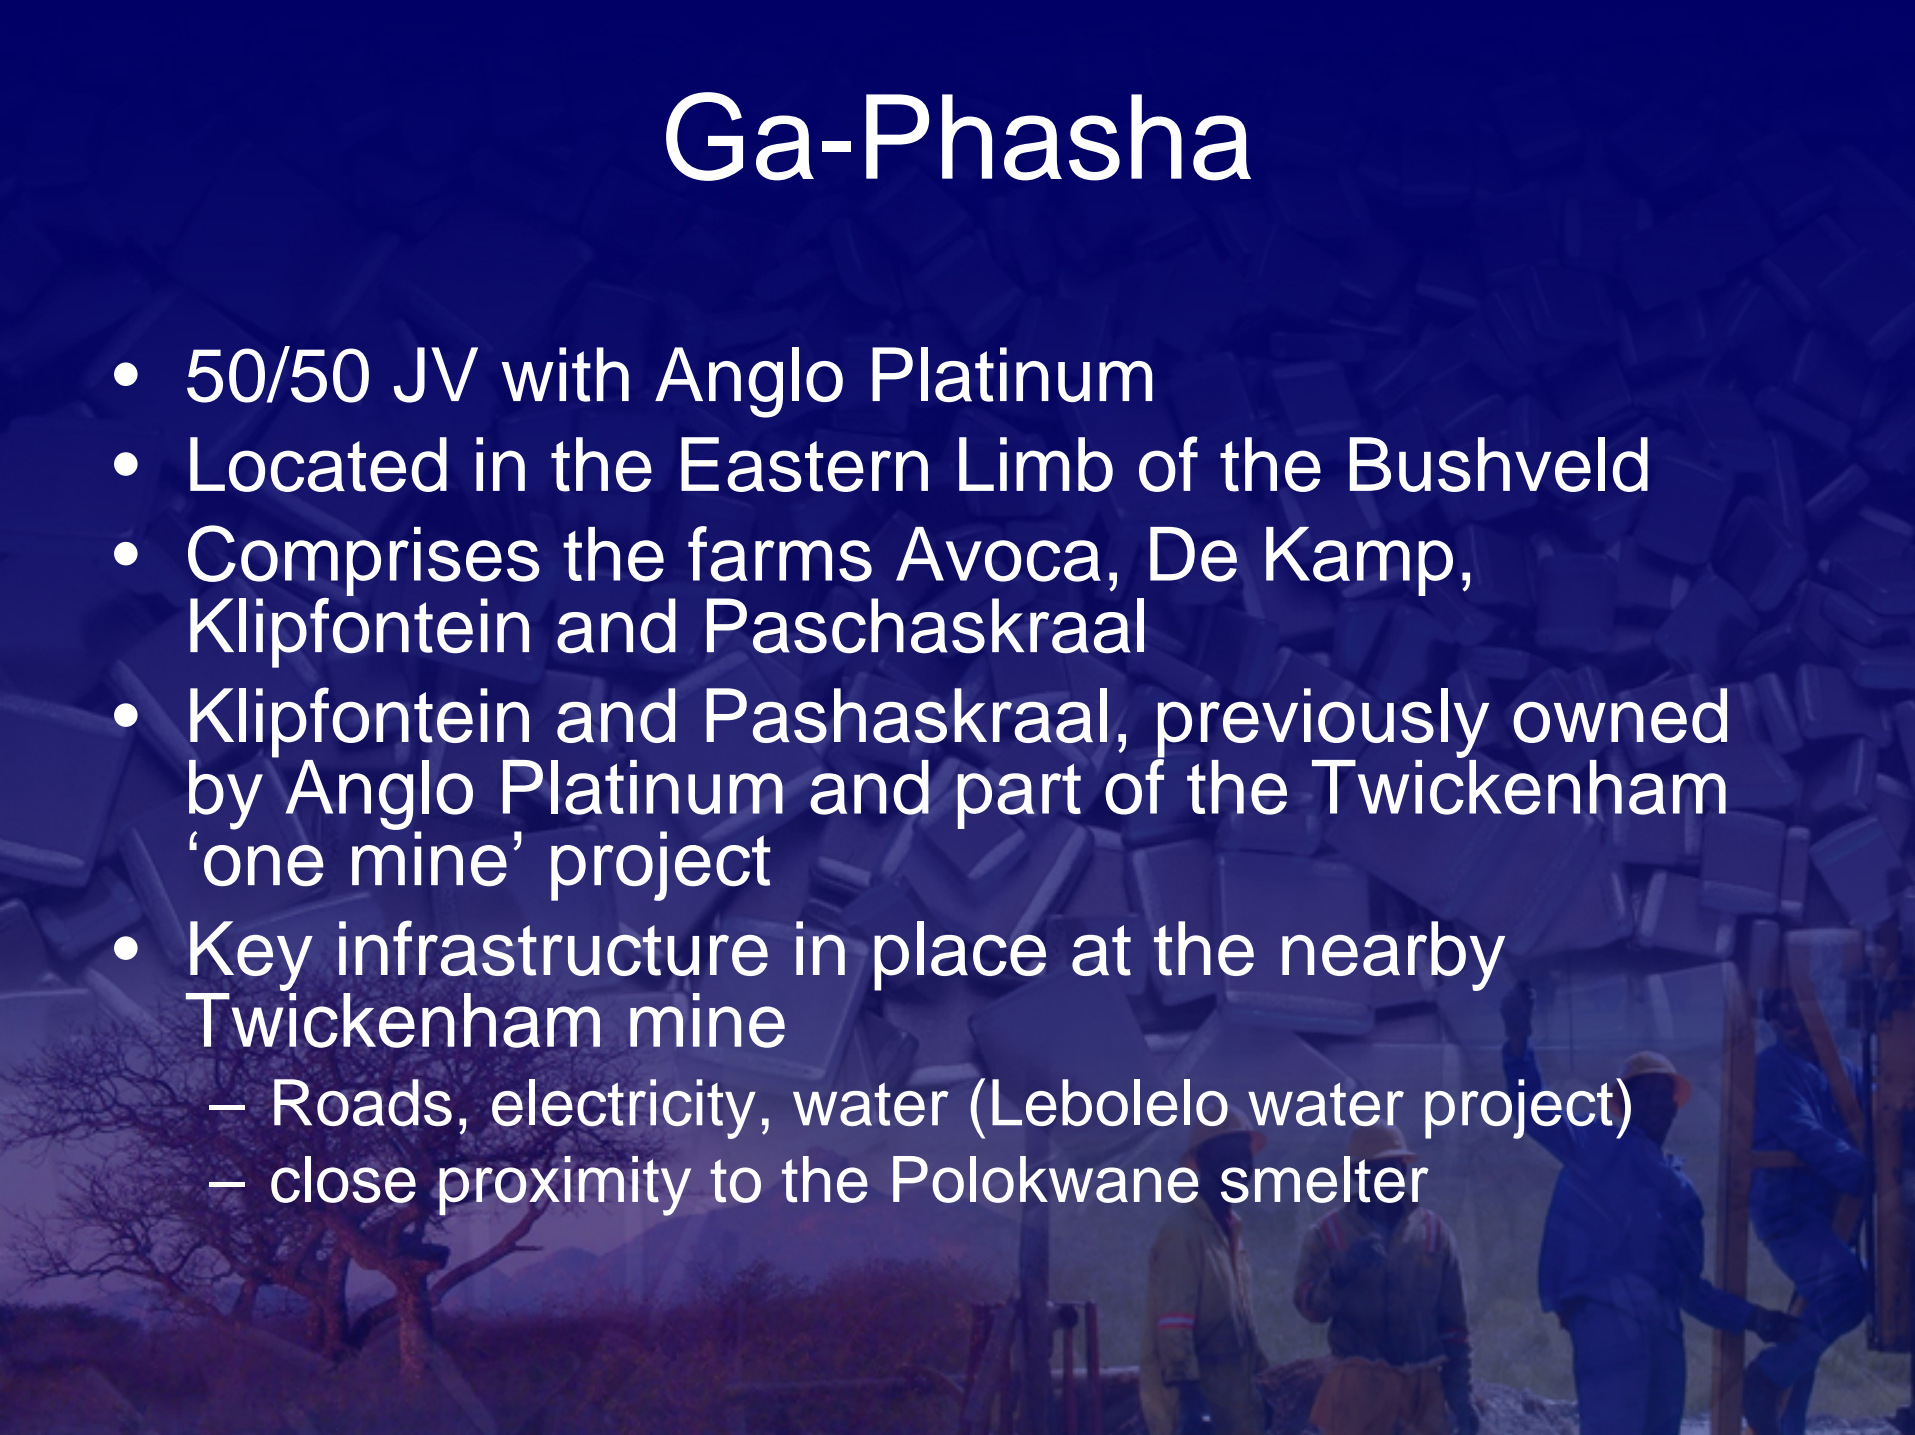 Ga-Phasha
• 50/50 JV with Anglo Platinum
• Located in the Eastern Limb of the Bushveld
• Comprises the farms Avoca, De Kamp,
Klipfontein and Paschaskraal
• Klipfontein and Pashaskraal, previously owned
by Anglo Platinum and part of the Twickenham
‘one mine’ project
• Key infrastructure in place at the nearby
Twickenham mine
– Roads, electricity, water (Lebolelo water project)
– close proximity to the Polokwane smelter